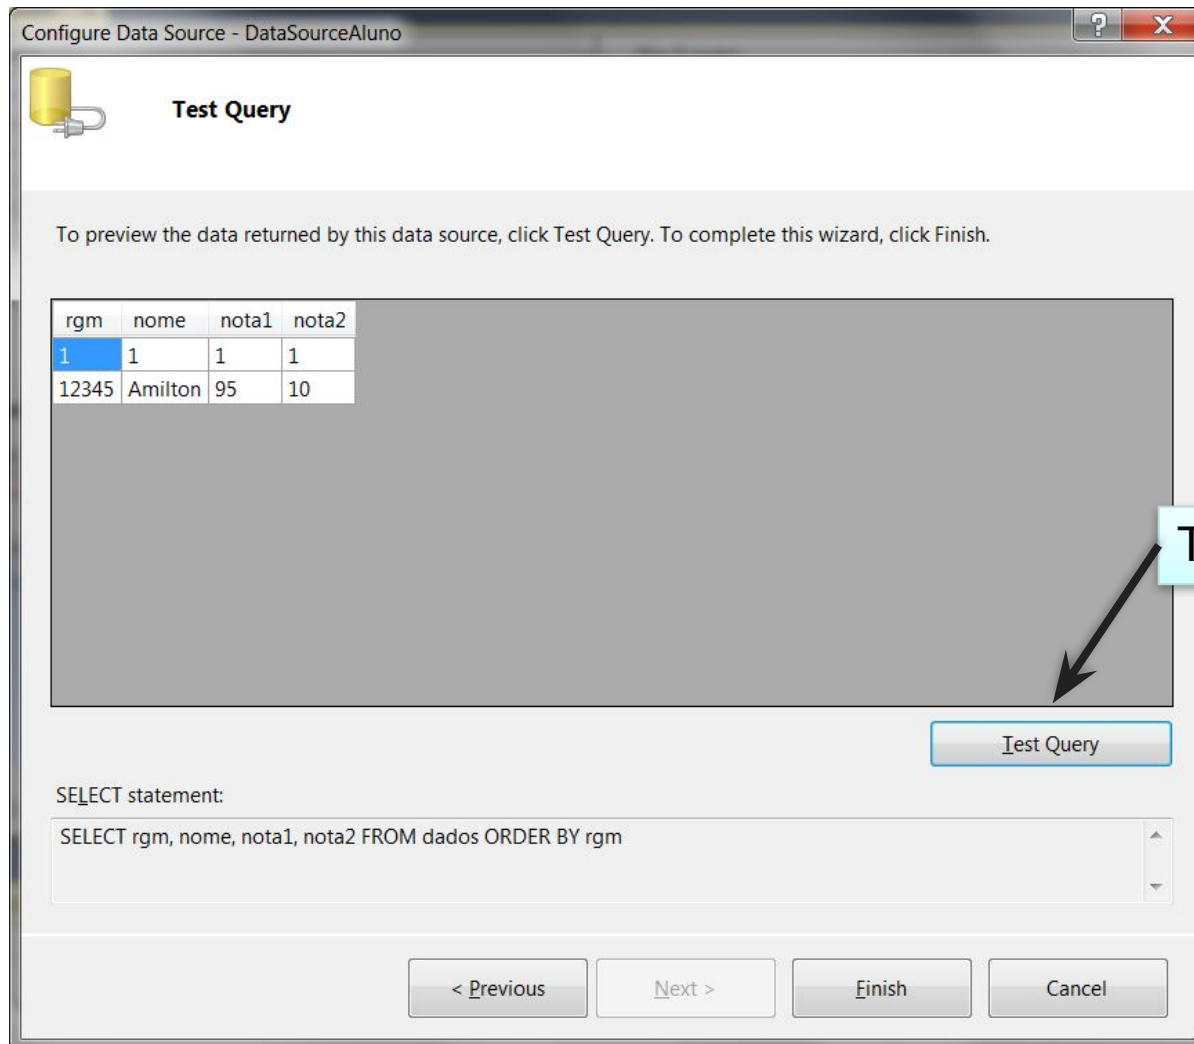 Configure Data Source - DataSourceAluno
Test Query
To preview the data returned by this data source, click Test Query. To complete this wizard, click Finish.
rgm nome nota1 nota2
1 1 1 1
12345 Amilton 95 10
Test Query
SELECT statement:
SELECT rgm, nome, nota1, nota2 FROM dados ORDER BY rgm
< Previous Next > Finish Cancel